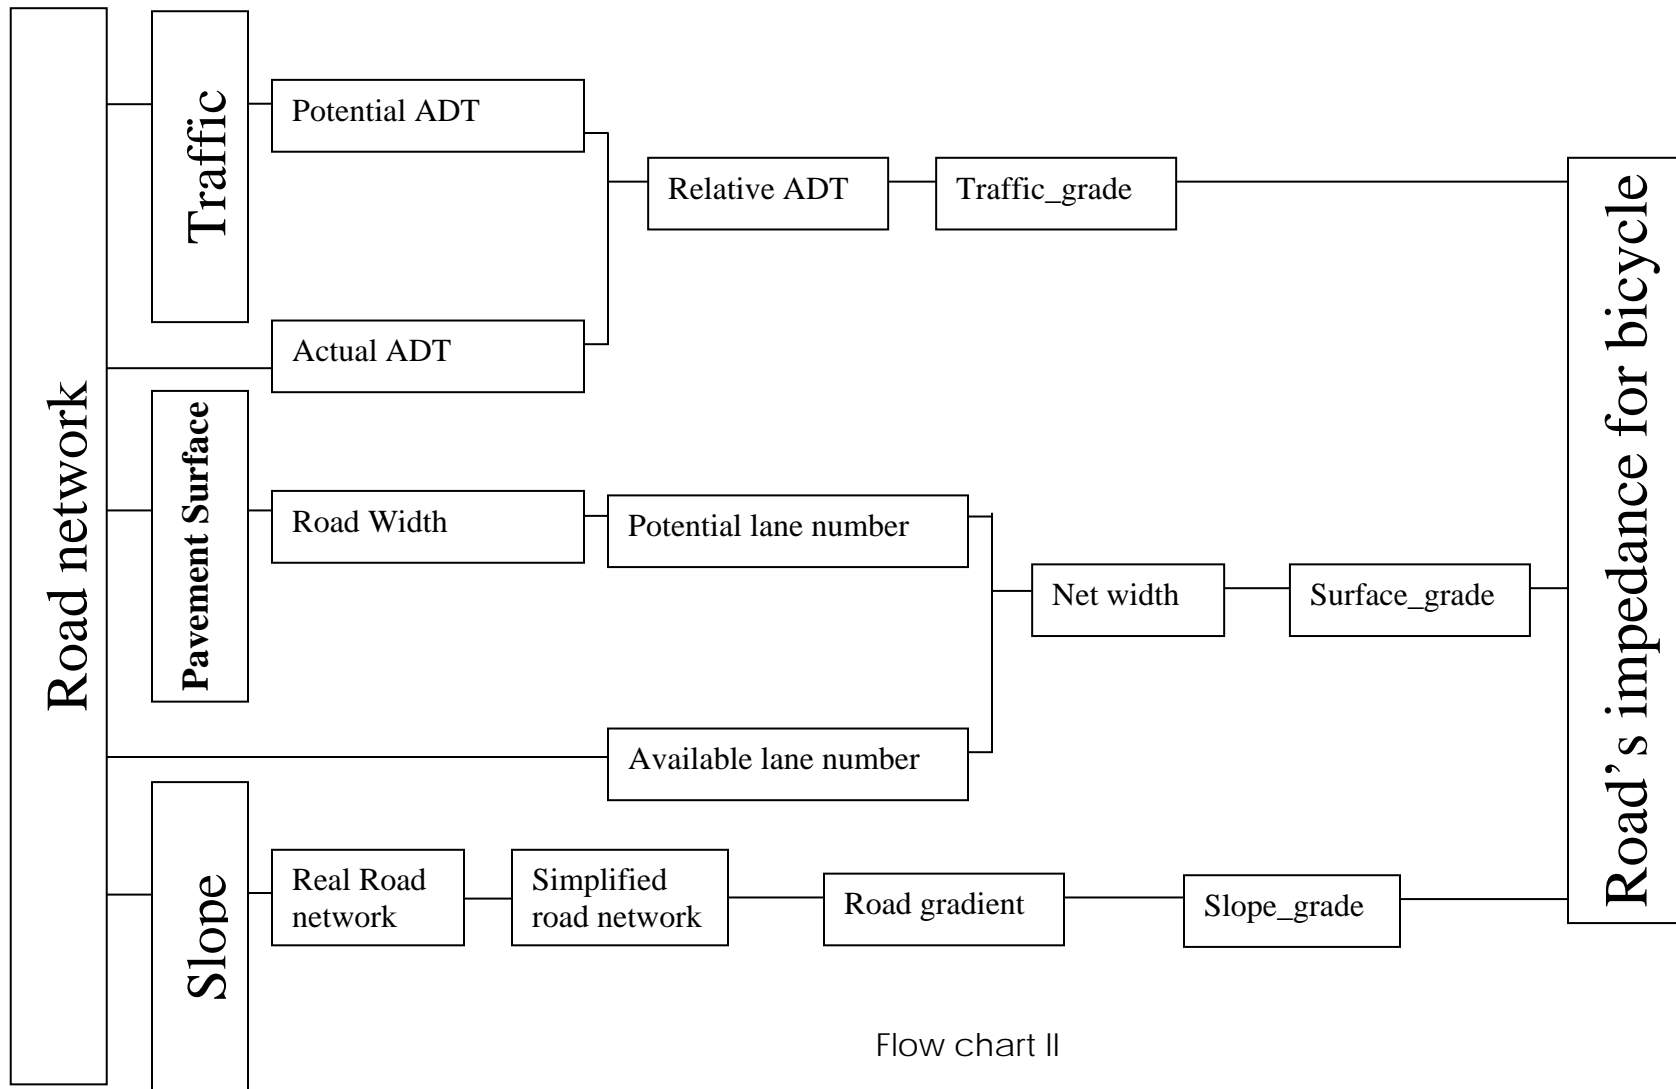 Road network
Traffic
Potential ADT
Relative ADT
Traffic_grade
Actual ADT
Pavement Surface
Road Width
Potential lane number
Net width
Surface_grade
Available lane number
Slope
Real Road
network
Simplified
road network
Road gradient
Slope_grade
Road's impedance for bicycle
Flow chart II